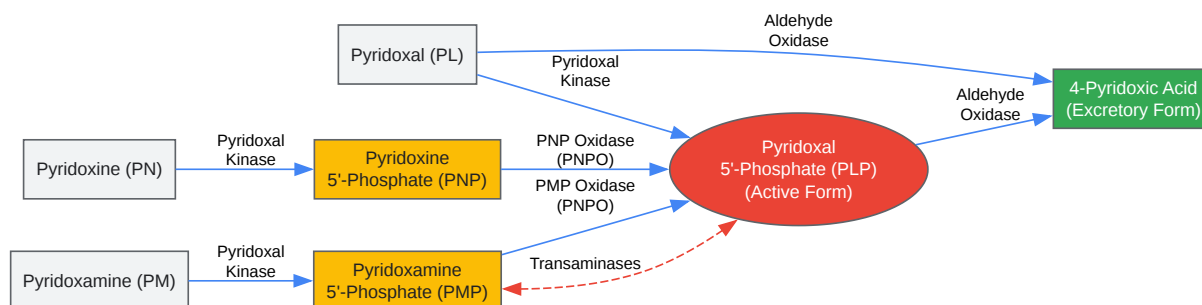 Pyridoxal (PL)
Aldehyde
Oxidase
Pyridoxal
Kinase
4-Pyridoxic Acid
(Excretory Form)
Aldehyde
Oxidase
Pyridoxine (PN)
Pyridoxal
Kinase
Pyridoxine
5'-Phosphate (PNP)
PNP Oxidase
(PNPO)
Pyridoxal
5'-Phosphate (PLP)
(Active Form)
PMP Oxidase
(PNPO)
Pyridoxamine (PM)
Pyridoxal
Kinase
Pyridoxamine
5'-Phosphate (PMP)
Transaminases